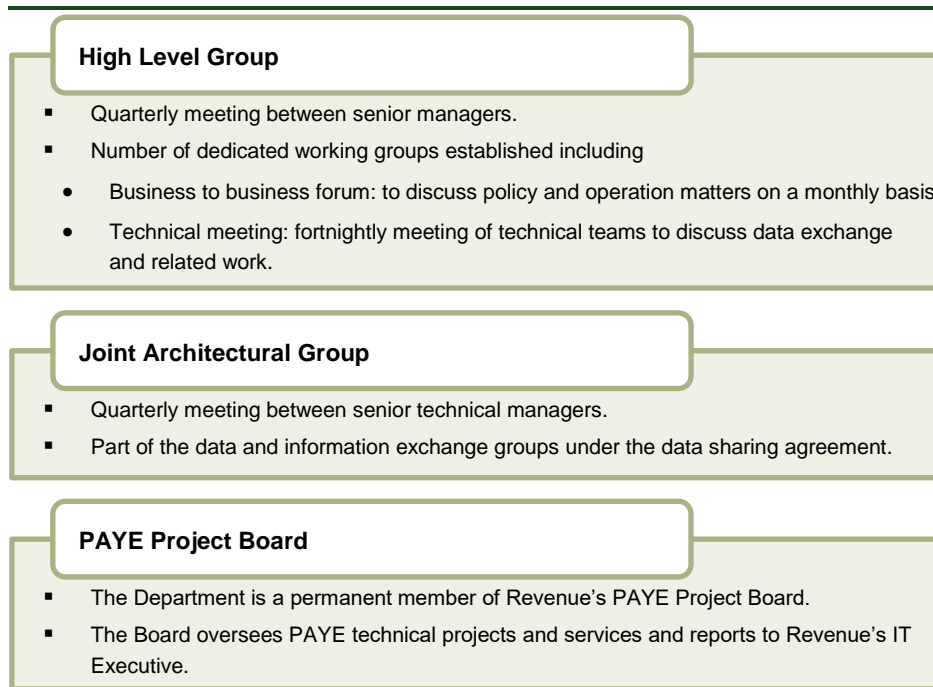 High Level Group
▪ Quarterly meeting between senior managers.
▪ Number of dedicated working groups established including
• Business to business forum: to discuss policy and operation matters on a monthly basis
• Technical meeting: fortnightly meeting of technical teams to discuss data exchange
and related work.
Joint Architectural Group
▪ Quarterly meeting between senior technical managers.
▪ Part of the data and information exchange groups under the data sharing agreement.
PAYE Project Board
▪ The Department is a permanent member of Revenue's PAYE Project Board.
▪ The Board oversees PAYE technical projects and services and reports to Revenue's IT
Executive.